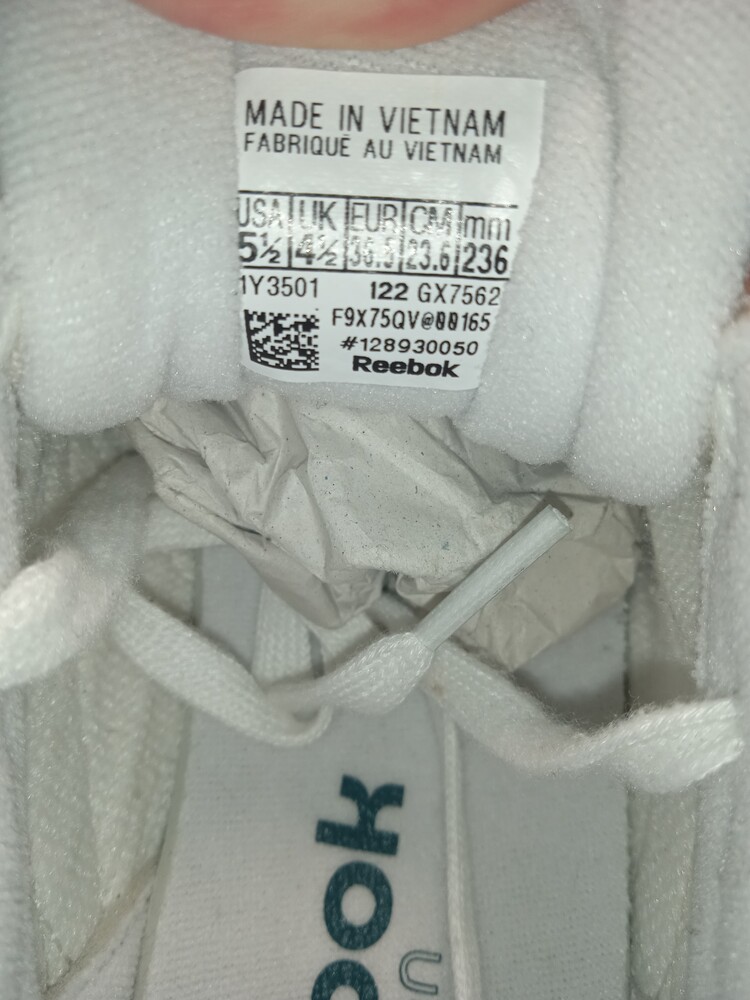 MADE IN VIETNAM
FABRIQUÉ AU VIETNAM
USA UK EUR CM mm
5½ 4½ 36.5 23.6 236
1Y3501 122 GX7562
F9X75QV@00165
#128930050
Reebok
ook
U